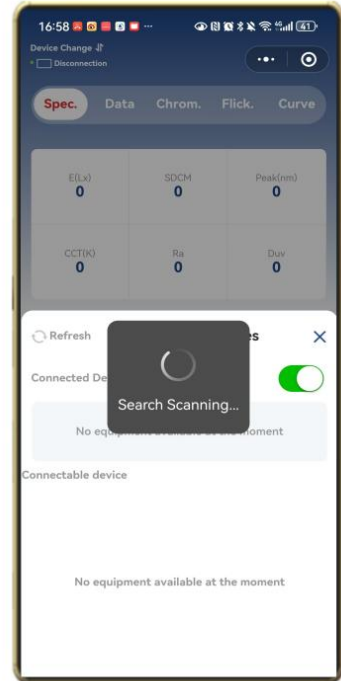 16:58
41
Device Change
Disconnection
Spec. Data Chrom. Flick. Curve
E(Lx) SDCM Peak(nm)
0 0 0
CCT(K) Ra Duv
0 0 0
Refresh
Connected De
Search Scanning...
No equipment available at the moment
Connectable device
No equipment available at the moment